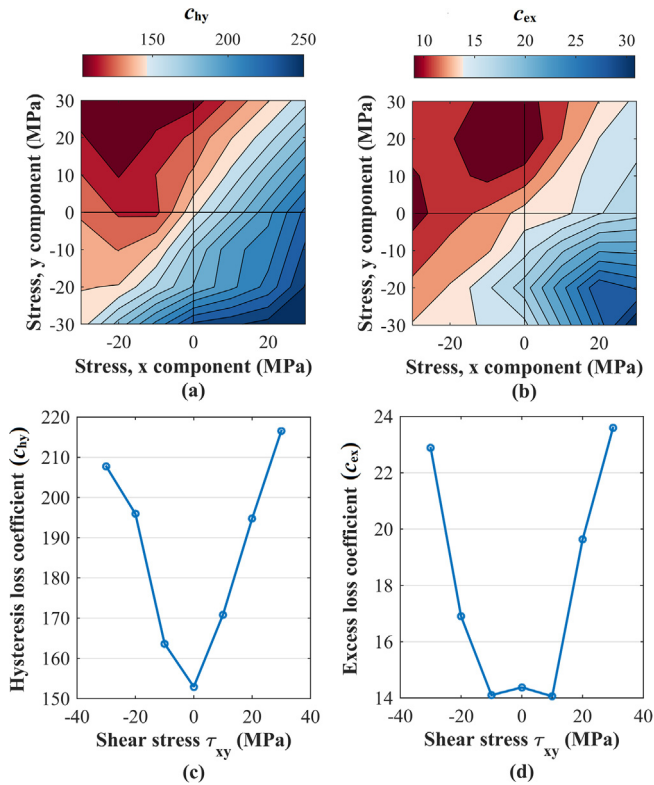 c_hy
150 200 250
30
20
10
0
-10
-20
-30
Stress, y component (MPa)
-20 0 20
Stress, x component (MPa)
(a)
c_ex
10 15 20 25 30
30
20
10
0
-10
-20
-30
Stress, y component (MPa)
-20 0 20
Stress, x component (MPa)
(b)
220
210
200
190
180
170
160
150
Hysteresis loss coefficient (c_hy)
-40 -20 0 20 40
Shear stress τ_xy (MPa)
(c)
24
22
20
18
16
14
Excess loss coefficient (c_ex)
-40 -20 0 20 40
Shear stress τ_xy (MPa)
(d)